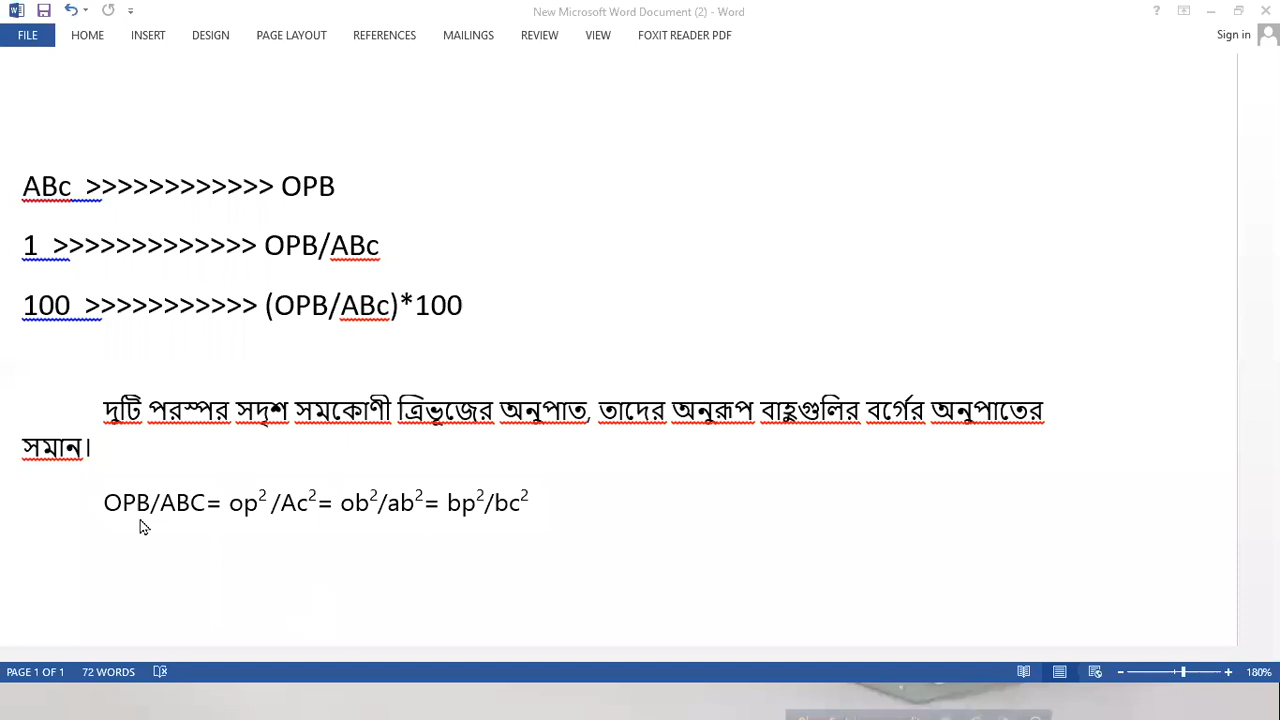 New Microsoft Word Document (2) - Word
FILE HOME INSERT DESIGN PAGE LAYOUT REFERENCES MAILINGS REVIEW VIEW FOXIT READER PDF Sign in
ABc >>>>>>>>>>>> OPB
1 >>>>>>>>>>>>> OPB/ABc
100 >>>>>>>>>>> (OPB/ABc)*100
দুটি পরস্পর সদৃশ সমকোণী ত্রিভূজের অনুপাত, তাদের অনুরূপ বাহুগুলির বর্গের অনুপাতের
সমান।
OPB/ABC= op² /Ac²= ob²/ab²= bp²/bc²
PAGE 1 OF 1 72 WORDS 180%